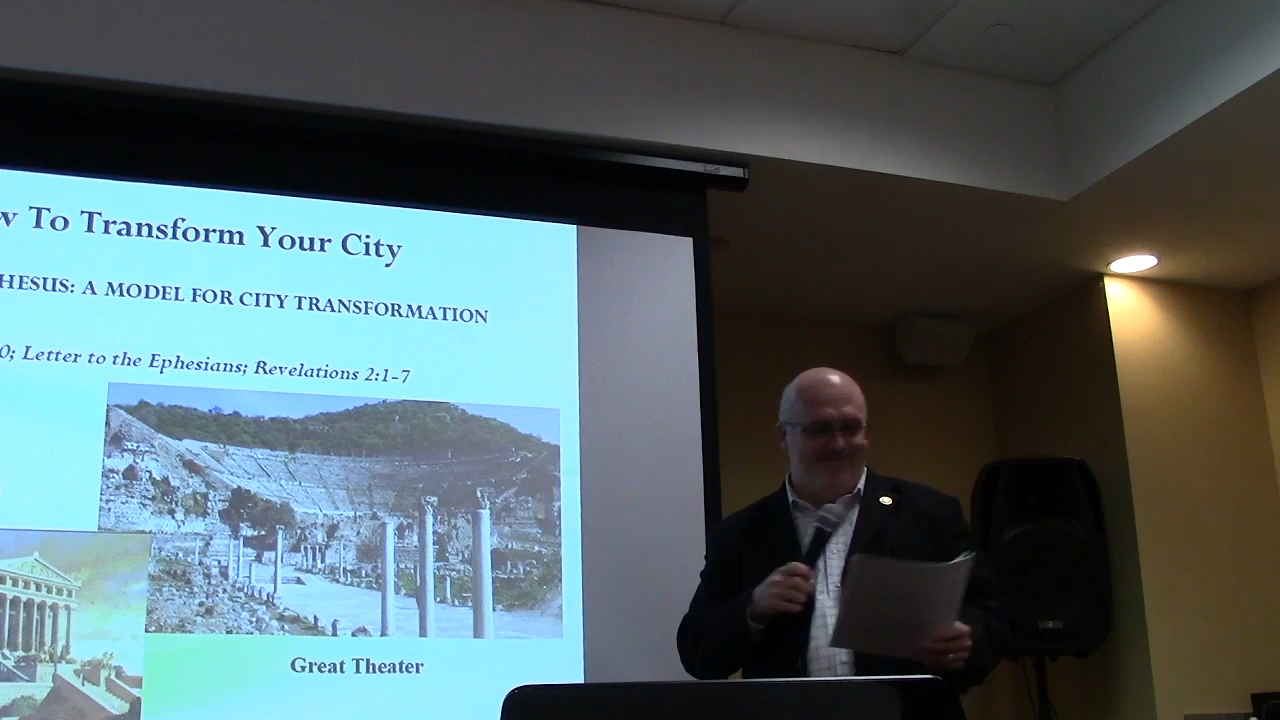 w To Transform Your City
HESUS: A MODEL FOR CITY TRANSFORMATION
0; Letter to the Ephesians; Revelations 2:1-7
Great Theater